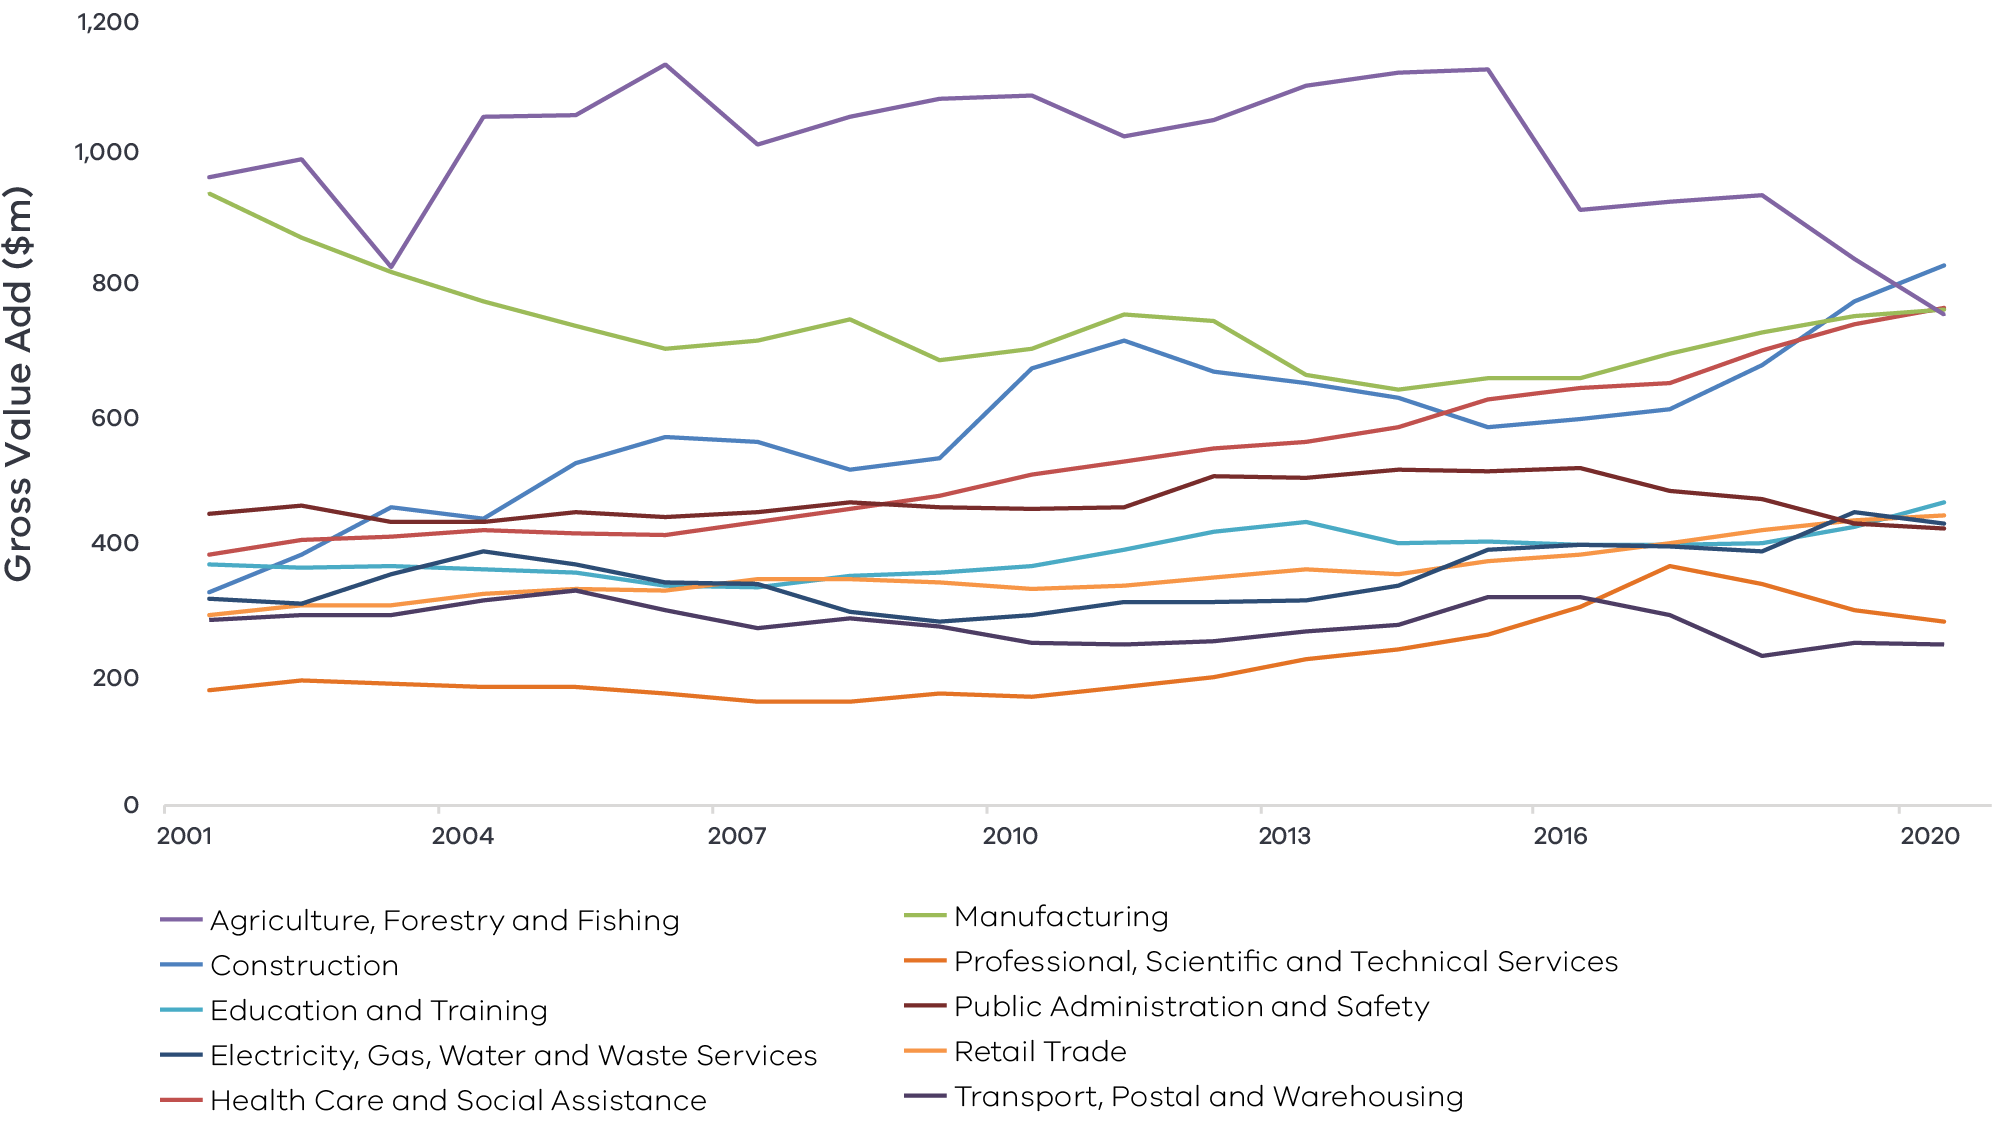 1,200
1,000
800
600
400
200
0
Gross Value Add ($m)
2001 2004 2007 2010 2013 2016 2020
Agriculture, Forestry and Fishing
Construction
Education and Training
Electricity, Gas, Water and Waste Services
Health Care and Social Assistance
Manufacturing
Professional, Scientific and Technical Services
Public Administration and Safety
Retail Trade
Transport, Postal and Warehousing